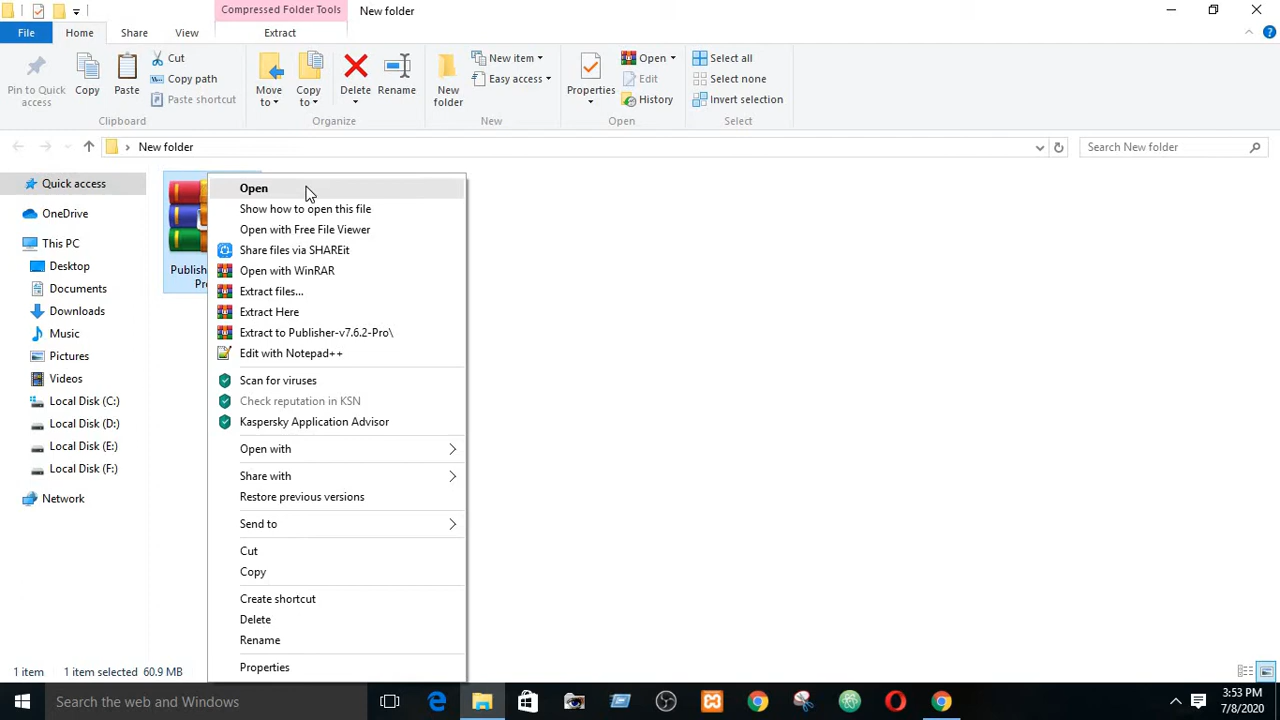 Compressed Folder Tools
New folder
File
Home
Share
View
Extract
Pin to Quick access
Copy
Paste
Cut
Copy path
Paste shortcut
Clipboard
Move to
Copy to
Delete
Rename
Organize
New folder
New item
Easy access
New
Properties
Open
Edit
History
Open
Select all
Select none
Invert selection
Select
New folder
Search New folder
Quick access
OneDrive
This PC
Desktop
Documents
Downloads
Music
Pictures
Videos
Local Disk (C:)
Local Disk (D:)
Local Disk (E:)
Local Disk (F:)
Network
Publish
Pro
Open
Show how to open this file
Open with Free File Viewer
Share files via SHAREit
Open with WinRAR
Extract files...
Extract Here
Extract to Publisher-v7.6.2-Pro\
Edit with Notepad++
Scan for viruses
Check reputation in KSN
Kaspersky Application Advisor
Open with
Share with
Restore previous versions
Send to
Cut
Copy
Create shortcut
Delete
Rename
Properties
1 item
1 item selected 60.9 MB
Search the web and Windows
3:53 PM
7/8/2020